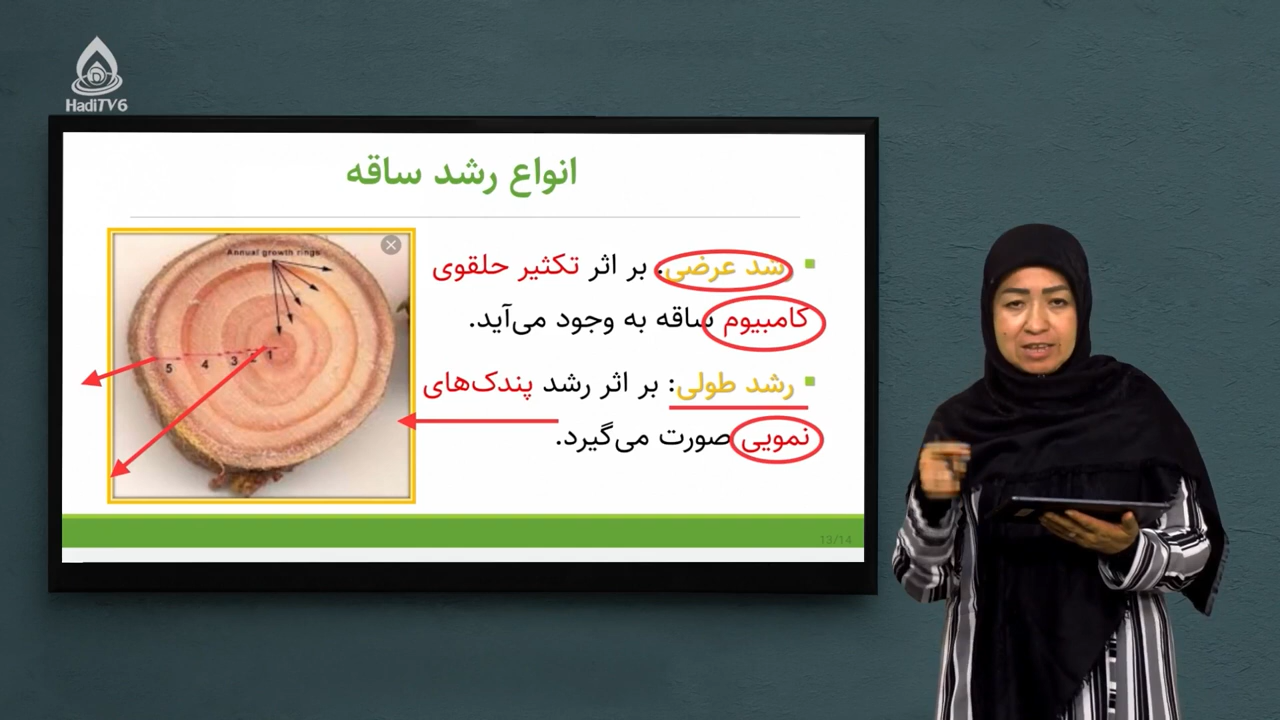 HadiTV6
انواع رشد ساقه
رشد عرضی: بر اثر تکثیر حلقوی
کامبیوم ساقه به وجود می‌آید.
رشد طولی: بر اثر رشد پندک‌های
نمویی صورت می‌گیرد.
Annual growth rings
5 4 3 2 1
13/14